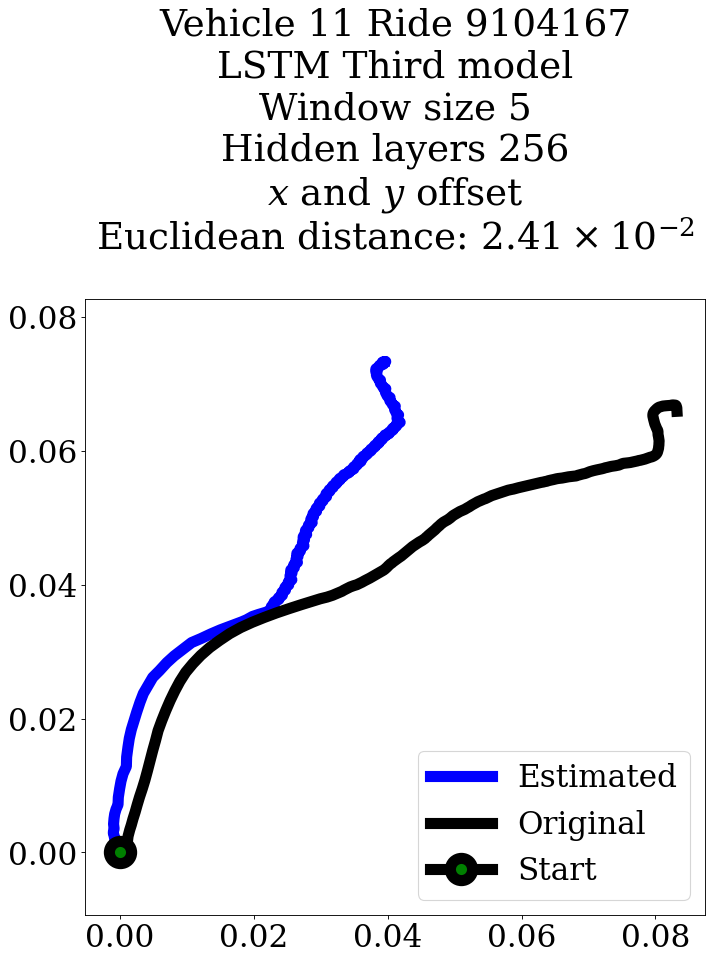 Vehicle 11 Ride 9104167
LSTM Third model
Window size 5
Hidden layers 256
x and y offset
Euclidean distance: 2.41 × 10⁻²
0.08
0.06
0.04
0.02
0.00
Estimated
Original
Start
0.00 0.02 0.04 0.06 0.08